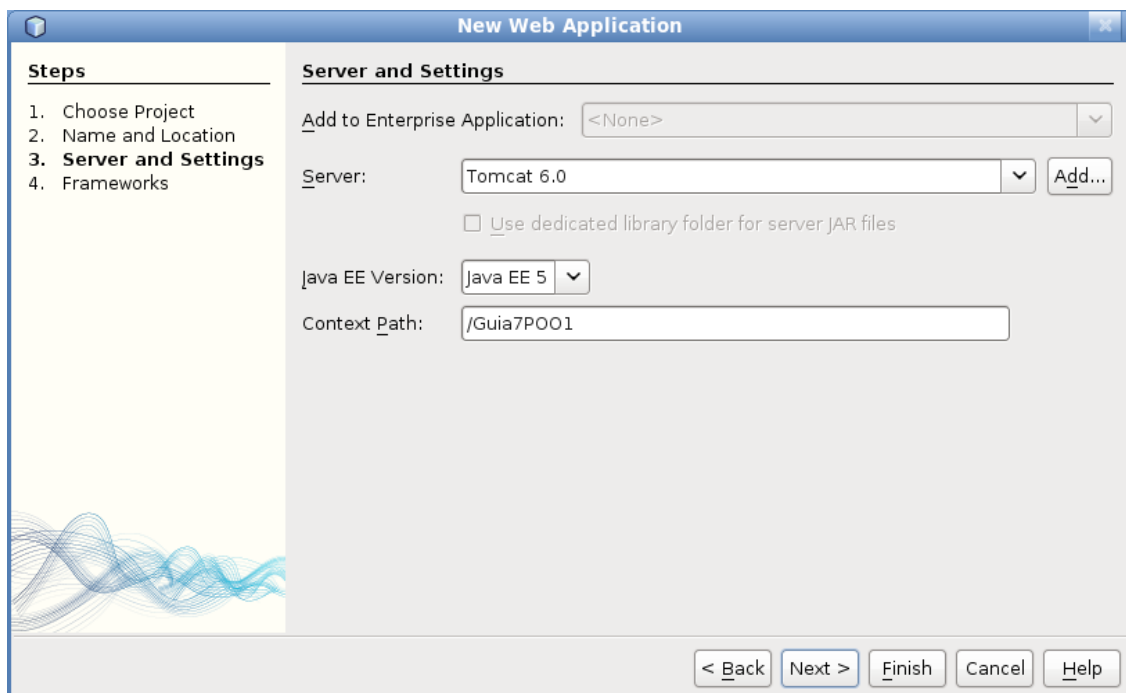 New Web Application
Steps
1. Choose Project
2. Name and Location
3. Server and Settings
4. Frameworks
Server and Settings
Add to Enterprise Application: <None>
Server: Tomcat 6.0 Add...
Use dedicated library folder for server JAR files
Java EE Version: Java EE 5
Context Path: /Guia7POO1
< Back Next > Finish Cancel Help